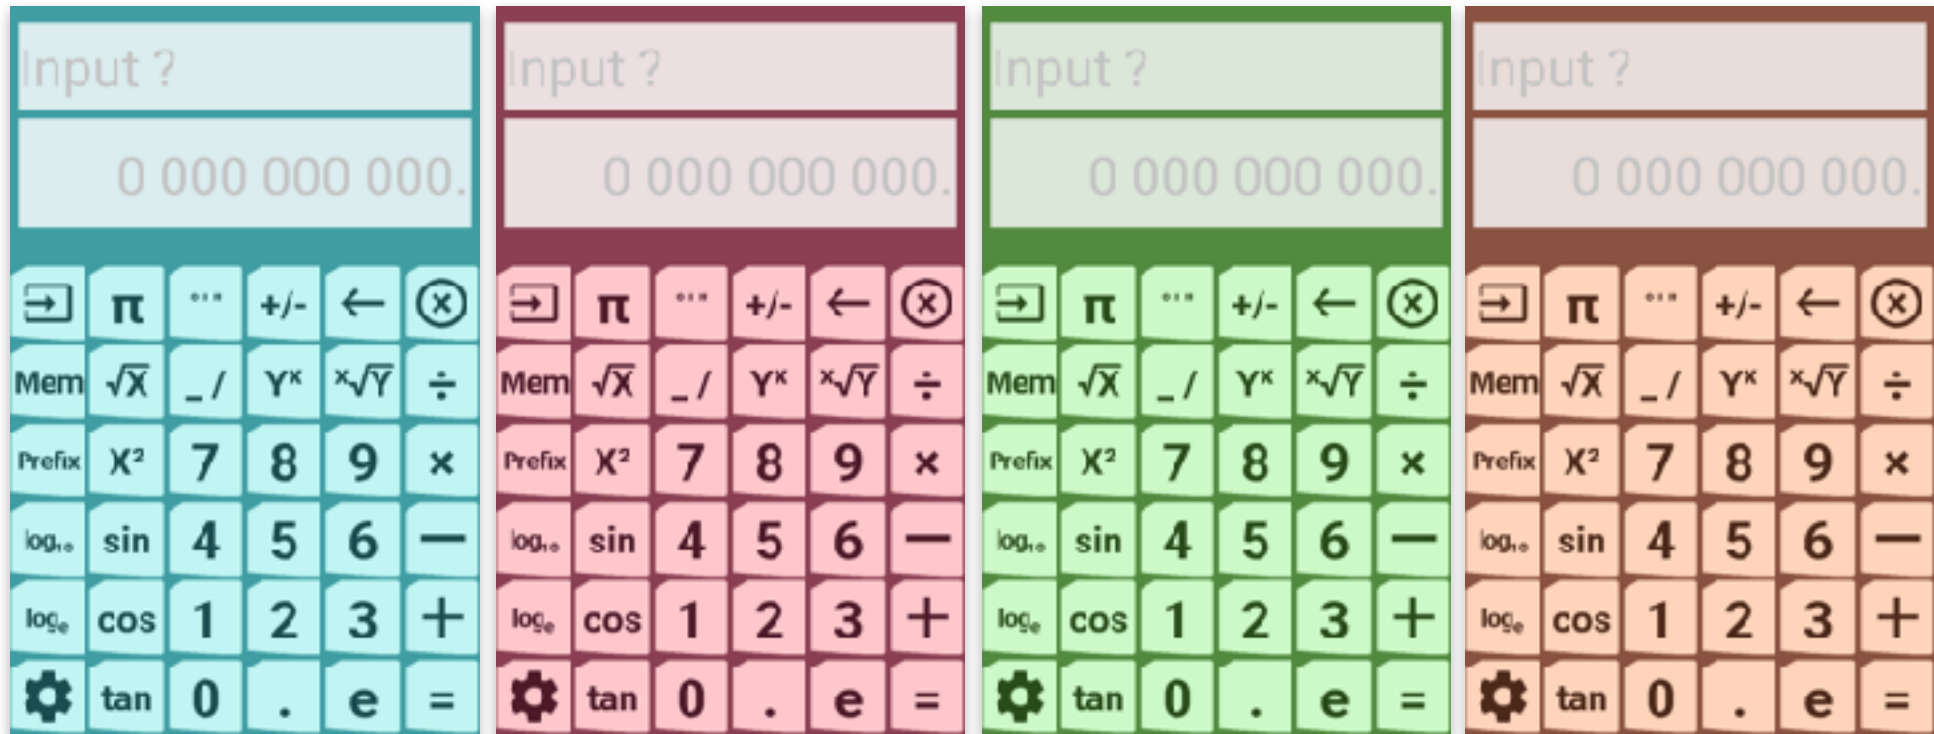 Input ?
0 000 000 000.
π °'" +/- ← ⓧ
Mem √X _ / Yˣ ˣ√Y ÷
Prefix X² 7 8 9 ×
log₁₀ sin 4 5 6 —
logₑ cos 1 2 3 +
tan 0 . e =
Input ?
0 000 000 000.
π °'" +/- ← ⓧ
Mem √X _ / Yˣ ˣ√Y ÷
Prefix X² 7 8 9 ×
log₁₀ sin 4 5 6 —
logₑ cos 1 2 3 +
tan 0 . e =
Input ?
0 000 000 000.
π °'" +/- ← ⓧ
Mem √X _ / Yˣ ˣ√Y ÷
Prefix X² 7 8 9 ×
log₁₀ sin 4 5 6 —
logₑ cos 1 2 3 +
tan 0 . e =
Input ?
0 000 000 000.
π °'" +/- ← ⓧ
Mem √X _ / Yˣ ˣ√Y ÷
Prefix X² 7 8 9 ×
log₁₀ sin 4 5 6 —
logₑ cos 1 2 3 +
tan 0 . e =